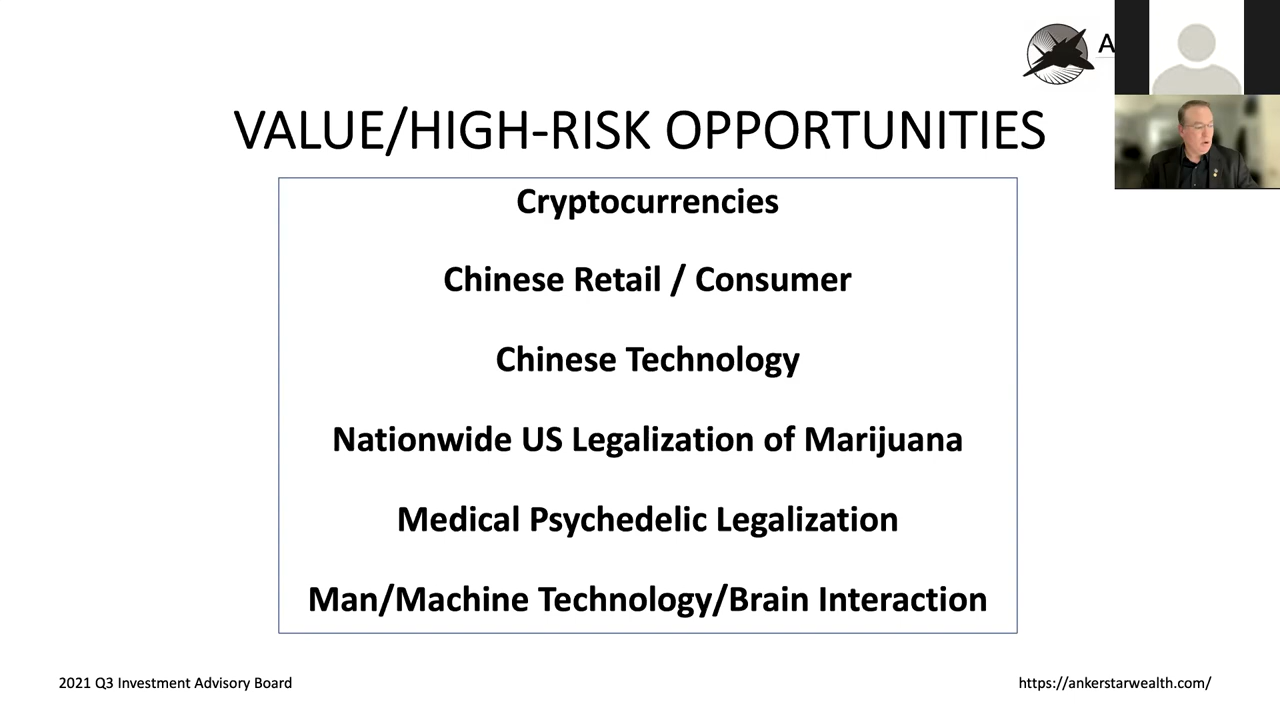 A
VALUE/HIGH-RISK OPPORTUNITIES
Cryptocurrencies
Chinese Retail / Consumer
Chinese Technology
Nationwide US Legalization of Marijuana
Medical Psychedelic Legalization
Man/Machine Technology/Brain Interaction
2021 Q3 Investment Advisory Board
https://ankerstarwealth.com/